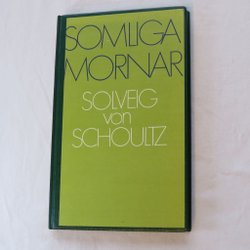 SOMLIGA
MORNAR
SOLVEIG
von
SCHOULTZ